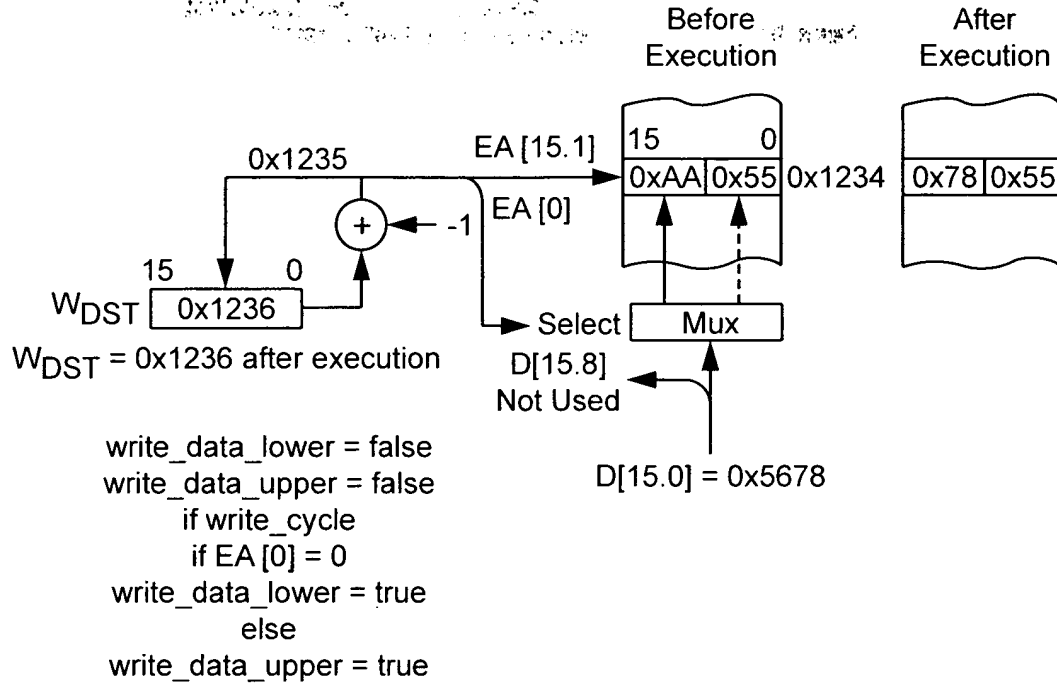 Before
Execution
After
Execution
15 0
0x1235
EA [15.1]
0xAA 0x55 0x1234
0x78 0x55
EA [0]
+
-1
15 0
WDST 0x1236
Select Mux
WDST = 0x1236 after execution
D[15.8]
Not Used
write_data_lower = false
D[15.0] = 0x5678
write_data_upper = false
if write_cycle
if EA [0] = 0
write_data_lower = true
else
write_data_upper = true